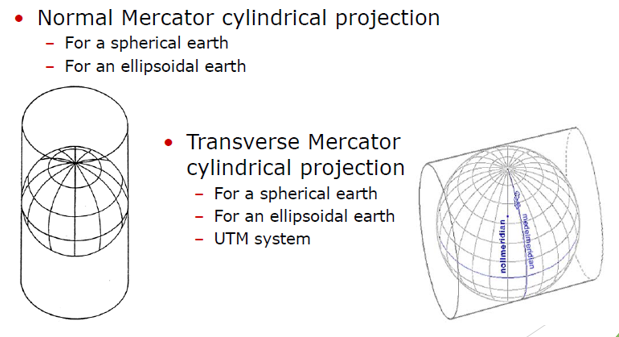 • Normal Mercator cylindrical projection
– For a spherical earth
– For an ellipsoidal earth
• Transverse Mercator
cylindrical projection
– For a spherical earth
– For an ellipsoidal earth
– UTM system
nollmeridian
medelmeridian